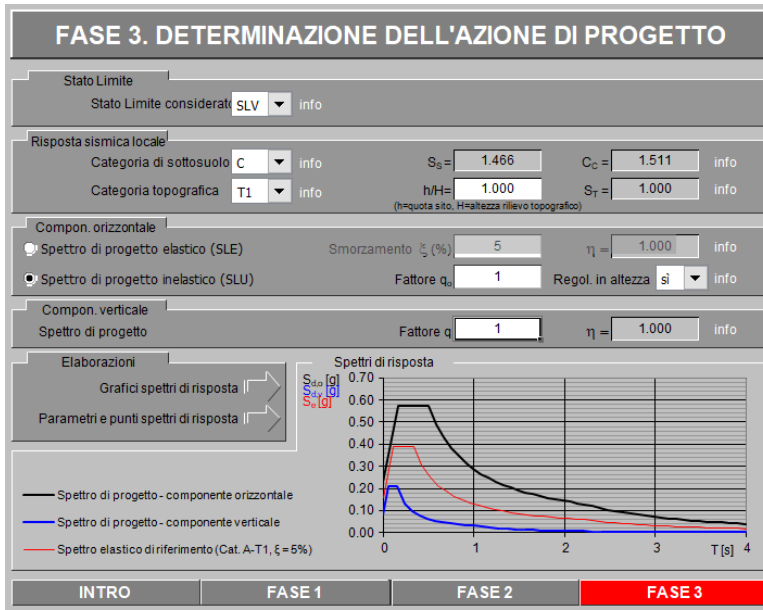 FASE 3. DETERMINAZIONE DELL'AZIONE DI PROGETTO
Stato Limite
Stato Limite considerato SLV info
Risposta sismica locale
Categoria di sottosuolo C info SS = 1.466 CC = 1.511 info
Categoria topografica T1 info h/H= 1.000 ST = 1.000 info
(h=quota sito, H=altezza rilievo topografico)
Compon. orizzontale
Spettro di progetto elastico (SLE) Smorzamento ξ (%) 5 η = 1.000 info
Spettro di progetto inelastico (SLU) Fattore qo 1 Regol. in altezza sì info
Compon. verticale
Spettro di progetto Fattore q 1 η = 1.000 info
Elaborazioni
Grafici spettri di risposta
Parametri e punti spettri di risposta
Spettri di risposta
Sd,o [g]
Sd,v [g]
Se [g]
0.70
0.60
0.50
0.40
0.30
0.20
0.10
0.00
0 1 2 3 T [s] 4
Spettro di progetto - componente orizzontale
Spettro di progetto - componente verticale
Spettro elastico di riferimento (Cat. A-T1, ξ = 5%)
INTRO FASE 1 FASE 2 FASE 3